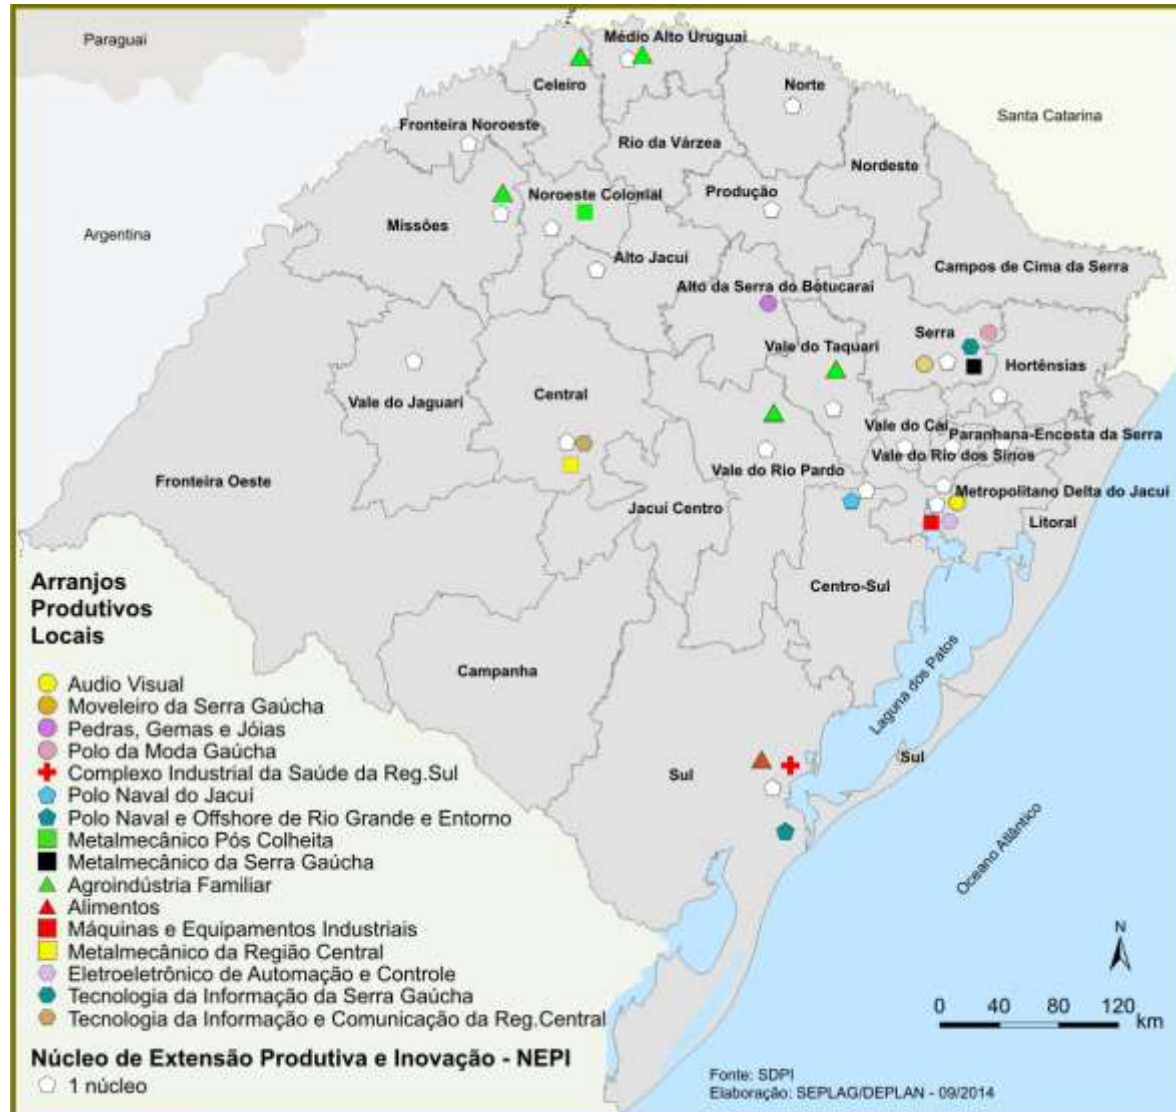 Paraguai
Médio Alto Uruguai
Celeiro
Norte
Santa Catarina
Fronteira Noroeste
Rio da Várzea
Nordeste
Noroeste Colonial
Produção
Missões
Argentina
Alto Jacuí
Campos de Cima da Serra
Alto da Serra do Botucaraí
Serra
Vale do Taquari
Hortênsias
Central
Vale do Jaguari
Vale do Caí
Paranhana-Encosta da Serra
Vale do Rio dos Sinos
Vale do Rio Pardo
Fronteira Oeste
Metropolitano Delta do Jacuí
Jacuí Centro
Litoral
Centro-Sul
Campanha
Laguna dos Patos
Sul
Sul
Oceano Atlântico
Arranjos
Produtivos
Locais
Audio Visual
Moveleiro da Serra Gaúcha
Pedras, Gemas e Jóias
Polo da Moda Gaúcha
Complexo Industrial da Saúde da Reg.Sul
Polo Naval do Jacuí
Polo Naval e Offshore de Rio Grande e Entorno
Metalmecânico Pós Colheita
Metalmecânico da Serra Gaúcha
Agroindústria Familiar
Alimentos
Máquinas e Equipamentos Industriais
Metalmecânico da Região Central
Eletroeletrônico de Automação e Controle
Tecnologia da Informação da Serra Gaúcha
Tecnologia da Informação e Comunicação da Reg.Central
Núcleo de Extensão Produtiva e Inovação - NEPI
1 núcleo
N
0 40 80 120
km
Fonte: SDPI
Elaboração: SEPLAG/DEPLAN - 09/2014